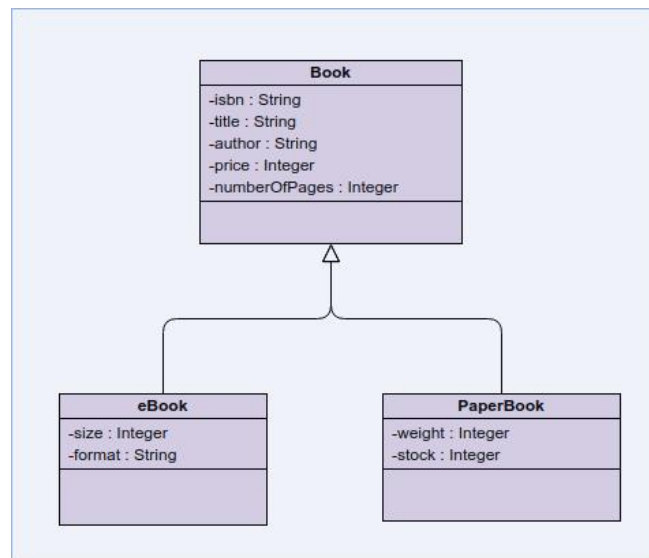 Book
-isbn : String
-title : String
-author : String
-price : Integer
-numberOfPages : Integer
eBook
-size : Integer
-format : String
PaperBook
-weight : Integer
-stock : Integer